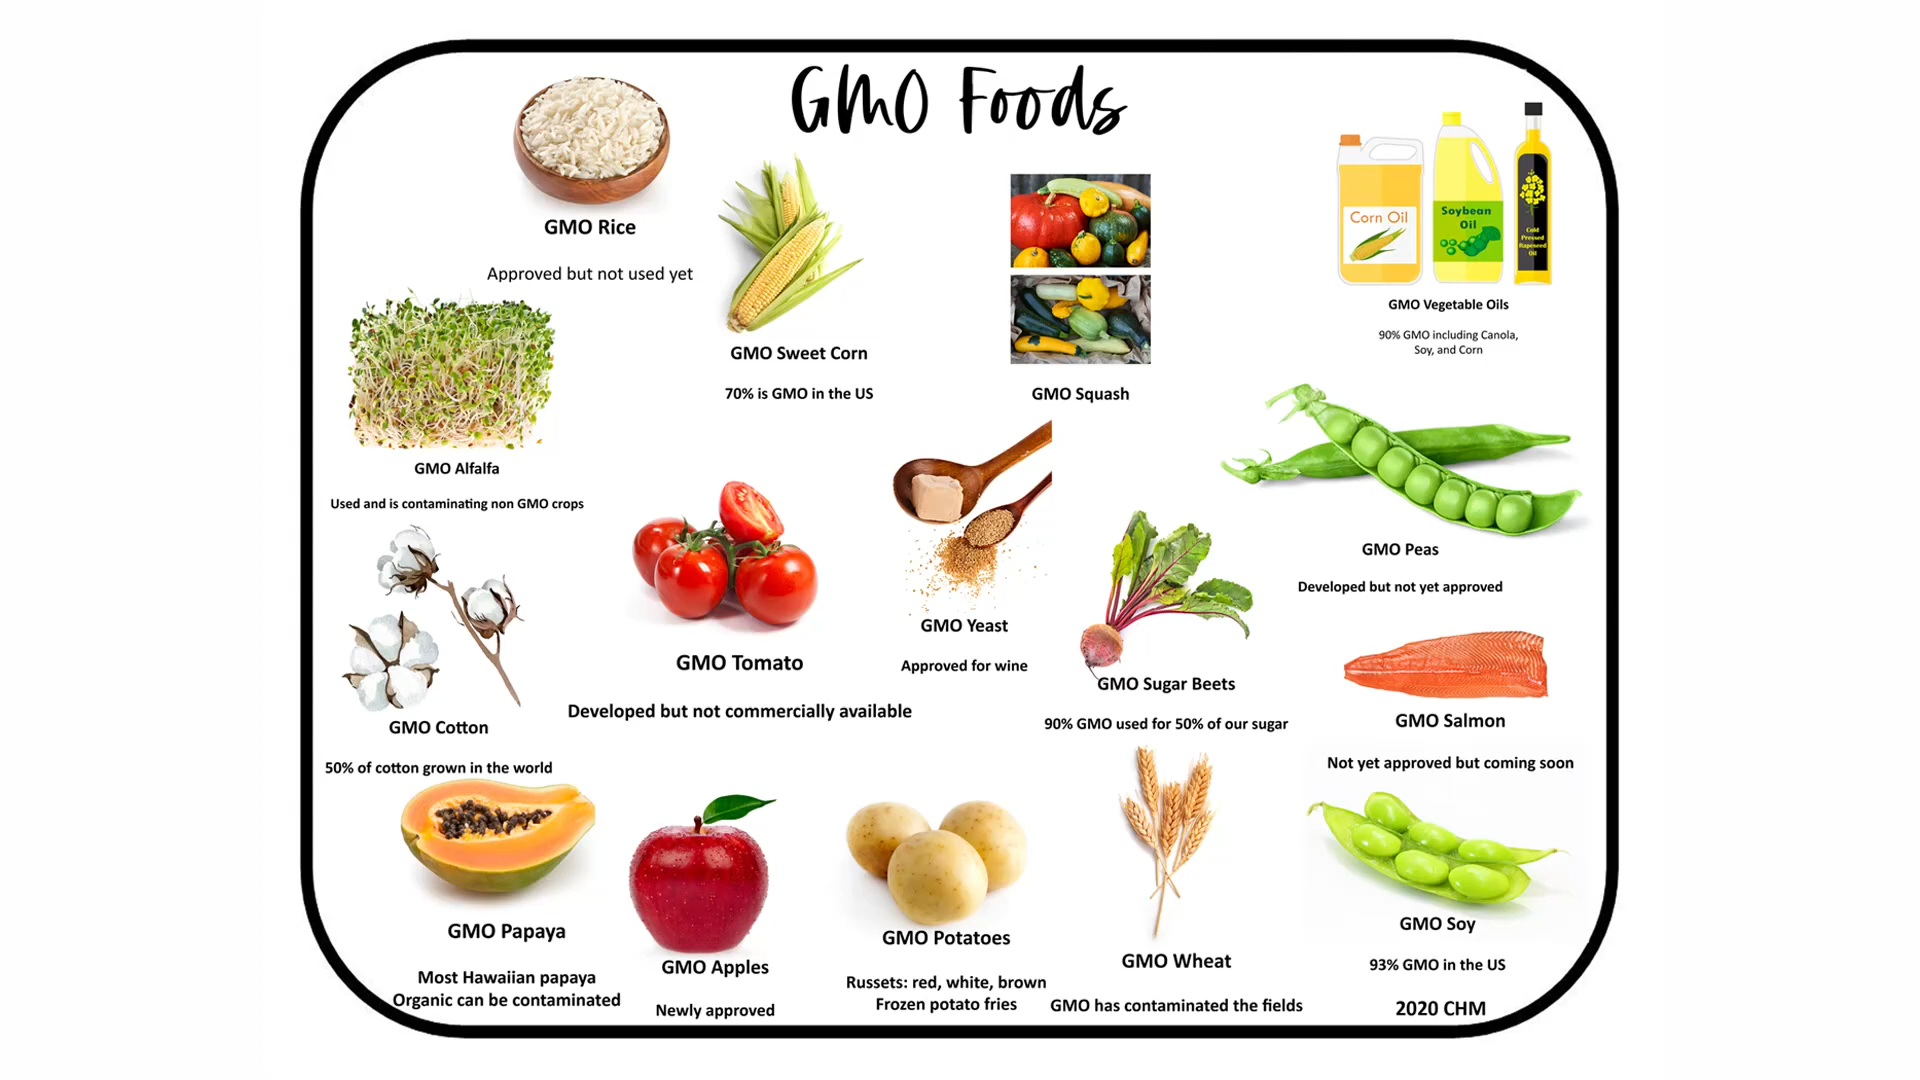 GMO Foods
GMO Rice
Approved but not used yet
GMO Sweet Corn
70% is GMO in the US
GMO Squash
Corn Oil
Soybean
Oil
Cold
Pressed
Rapeseed
Oil
GMO Vegetable Oils
90% GMO including Canola,
Soy, and Corn
GMO Alfalfa
Used and is contaminating non GMO crops
GMO Tomato
Developed but not commercially available
GMO Yeast
Approved for wine
GMO Sugar Beets
90% GMO used for 50% of our sugar
GMO Peas
Developed but not yet approved
GMO Cotton
50% of cotton grown in the world
GMO Salmon
Not yet approved but coming soon
GMO Papaya
Most Hawaiian papaya
Organic can be contaminated
GMO Apples
Newly approved
GMO Potatoes
Russets: red, white, brown
Frozen potato fries
GMO Wheat
GMO has contaminated the fields
GMO Soy
93% GMO in the US
2020 CHM